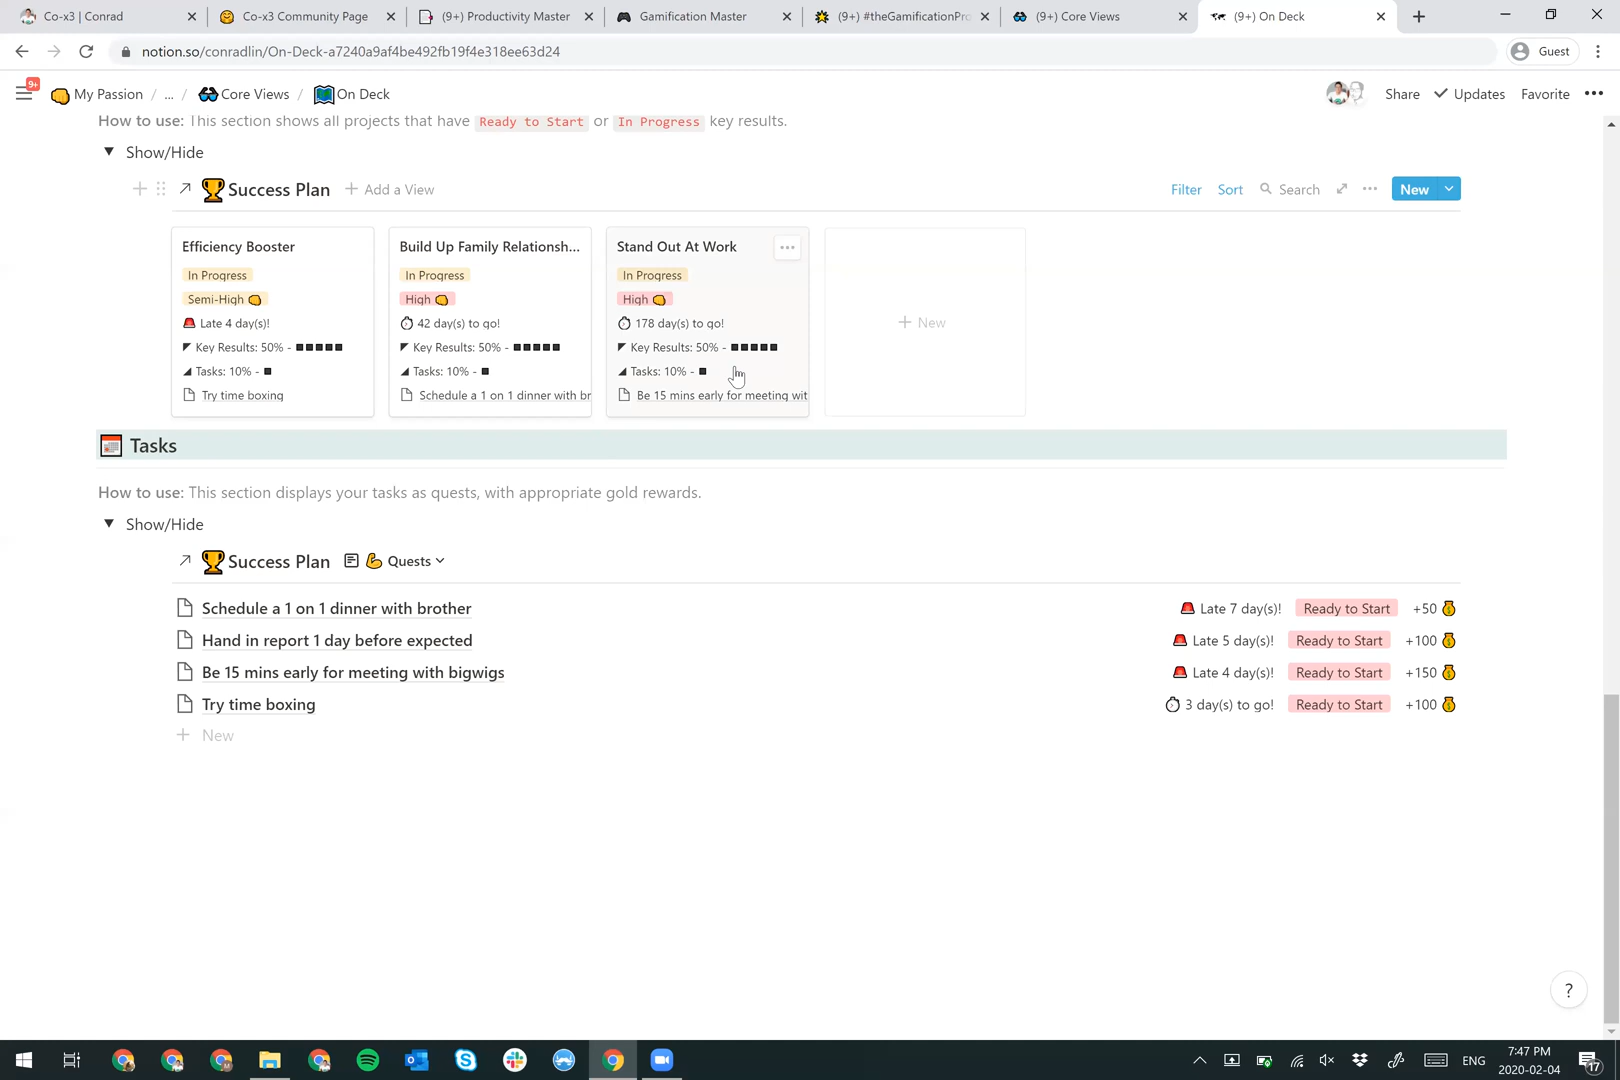 Co-x3 | Conrad
Co-x3 Community Page
(9+) Productivity Master
Gamification Master
(9+) #theGamificationPro
(9+) Core Views
(9+) On Deck
notion.so/conradlin/On-Deck-a7240a9af4be492fb19f4e318ee63d24
Guest
9+
My Passion / ... / Core Views / On Deck
Share Updates Favorite
How to use: This section shows all projects that have Ready to Start or In Progress key results.
Show/Hide
Success Plan + Add a View
Filter Sort Search New
Efficiency Booster
In Progress
Semi-High
Late 4 day(s)!
Key Results: 50% -
Tasks: 10% -
Try time boxing
Build Up Family Relationsh...
In Progress
High
42 day(s) to go!
Key Results: 50% -
Tasks: 10% -
Schedule a 1 on 1 dinner with br
Stand Out At Work
In Progress
High
178 day(s) to go!
Key Results: 50% -
Tasks: 10% -
Be 15 mins early for meeting wit
+ New
Tasks
How to use: This section displays your tasks as quests, with appropriate gold rewards.
Show/Hide
Success Plan Quests
Schedule a 1 on 1 dinner with brother Late 7 day(s)! Ready to Start +50
Hand in report 1 day before expected Late 5 day(s)! Ready to Start +100
Be 15 mins early for meeting with bigwigs Late 4 day(s)! Ready to Start +150
Try time boxing 3 day(s) to go! Ready to Start +100
+ New
?
ENG
7:47 PM
2020-02-04
17